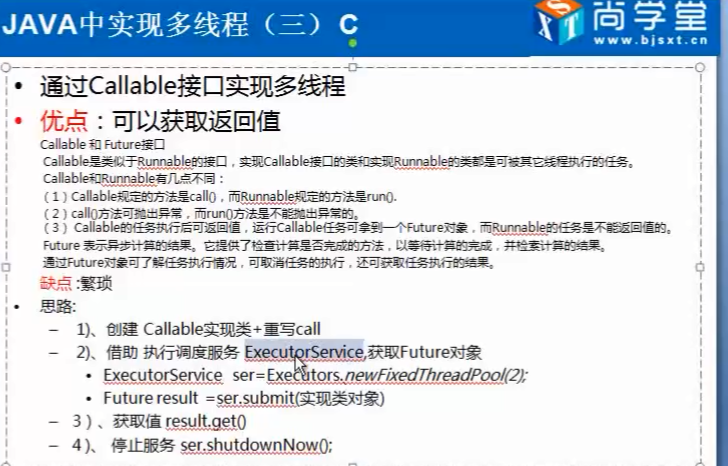 JAVA中实现多线程（三）C
尚学堂
www.bjsxt.cn
• 通过Callable接口实现多线程
• 优点：可以获取返回值
Callable 和 Future接口
Callable是类似于Runnable的接口，实现Callable接口的类和实现Runnable的类都是可被其它线程执行的任务。
Callable和Runnable有几点不同：
（1）Callable规定的方法是call()，而Runnable规定的方法是run().
（2）call()方法可抛出异常，而run()方法是不能抛出异常的。
（3） Callable的任务执行后可返回值，运行Callable任务可拿到一个Future对象，而Runnable的任务是不能返回值的。
Future 表示异步计算的结果。它提供了检查计算是否完成的方法，以等待计算的完成，并检索计算的结果。
通过Future对象可了解任务执行情况，可取消任务的执行，还可获取任务执行的结果。
缺点 :繁琐
• 思路:
– 1)、创建 Callable实现类+重写call
– 2)、借助 执行调度服务 ExecutorService,获取Future对象
• ExecutorService ser=Executors.newFixedThreadPool(2);
• Future result =ser.submit(实现类对象)
– 3 )、获取值 result.get()
– 4 )、 停止服务 ser.shutdownNow();